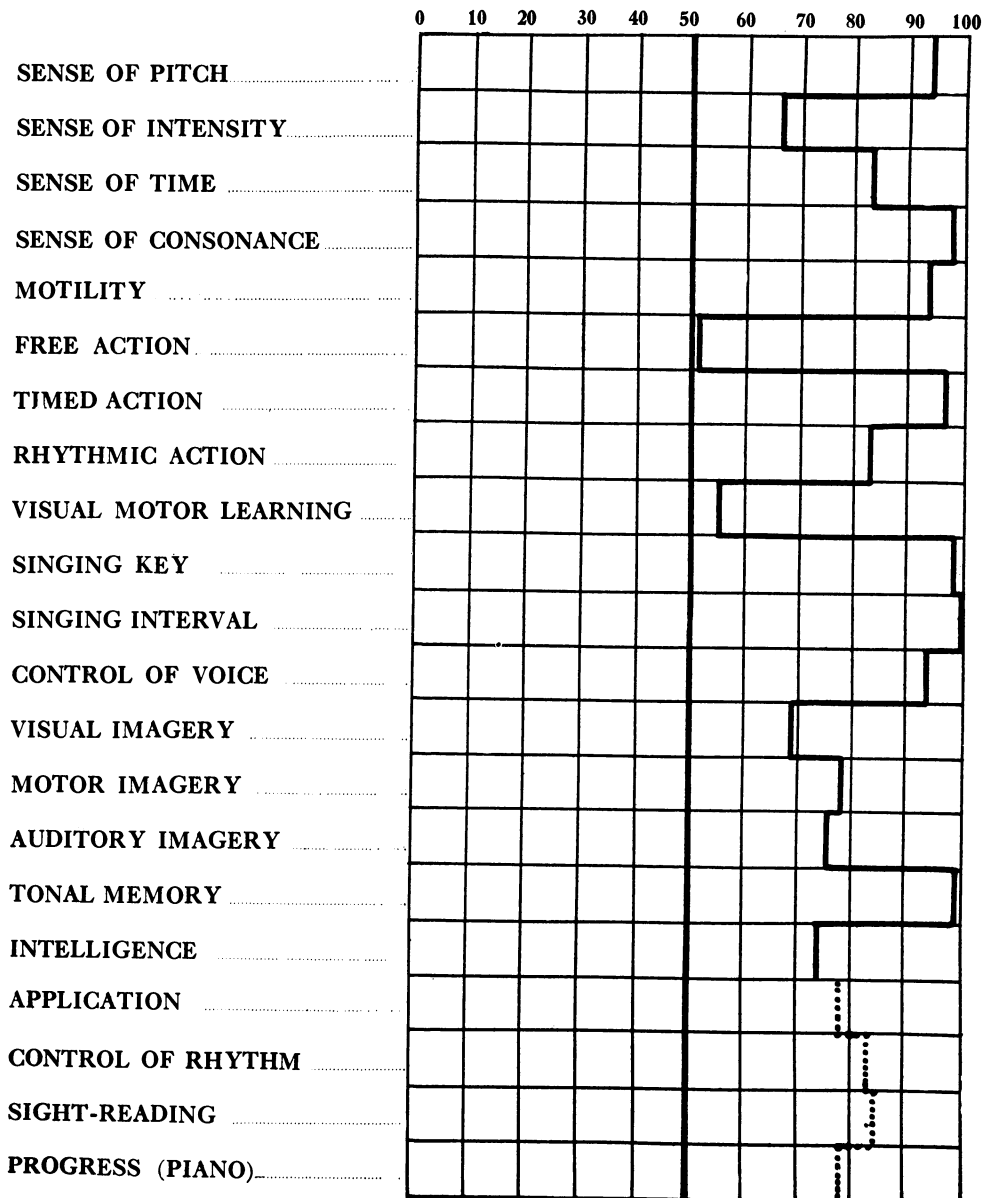 0 10 20 30 40 50 60 70 80 90 100
SENSE OF PITCH
SENSE OF INTENSITY
SENSE OF TIME
SENSE OF CONSONANCE
MOTILITY
FREE ACTION
TIMED ACTION
RHYTHMIC ACTION
VISUAL MOTOR LEARNING
SINGING KEY
SINGING INTERVAL
CONTROL OF VOICE
VISUAL IMAGERY
MOTOR IMAGERY
AUDITORY IMAGERY
TONAL MEMORY
INTELLIGENCE
APPLICATION
CONTROL OF RHYTHM
SIGHT-READING
PROGRESS (PIANO)